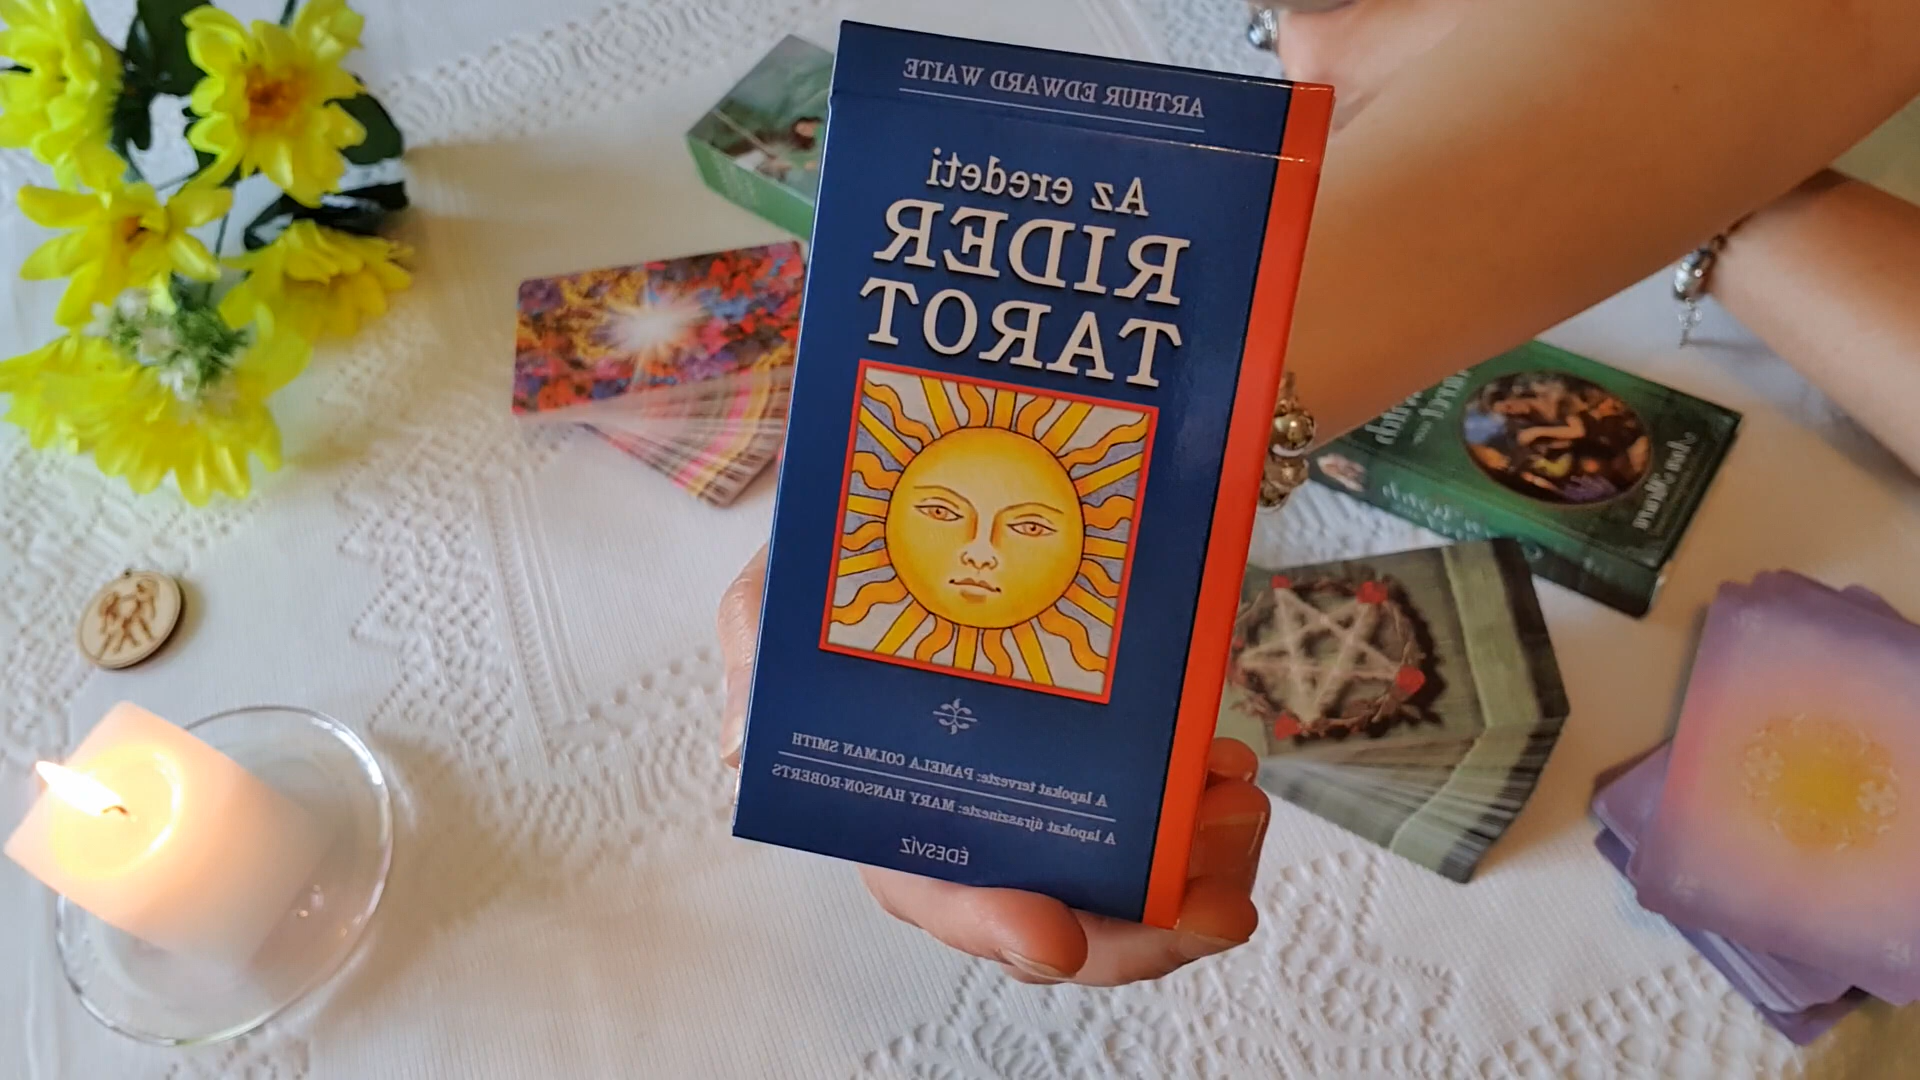 ARTHUR EDWARD WAITE
Az eredeti
RIDER
TAROT
A lapokat tervezte: PAMELA COLMAN SMITH
A lapokat újraszínezte: MARY HANSON-ROBERTS
ÉDESVÍZ